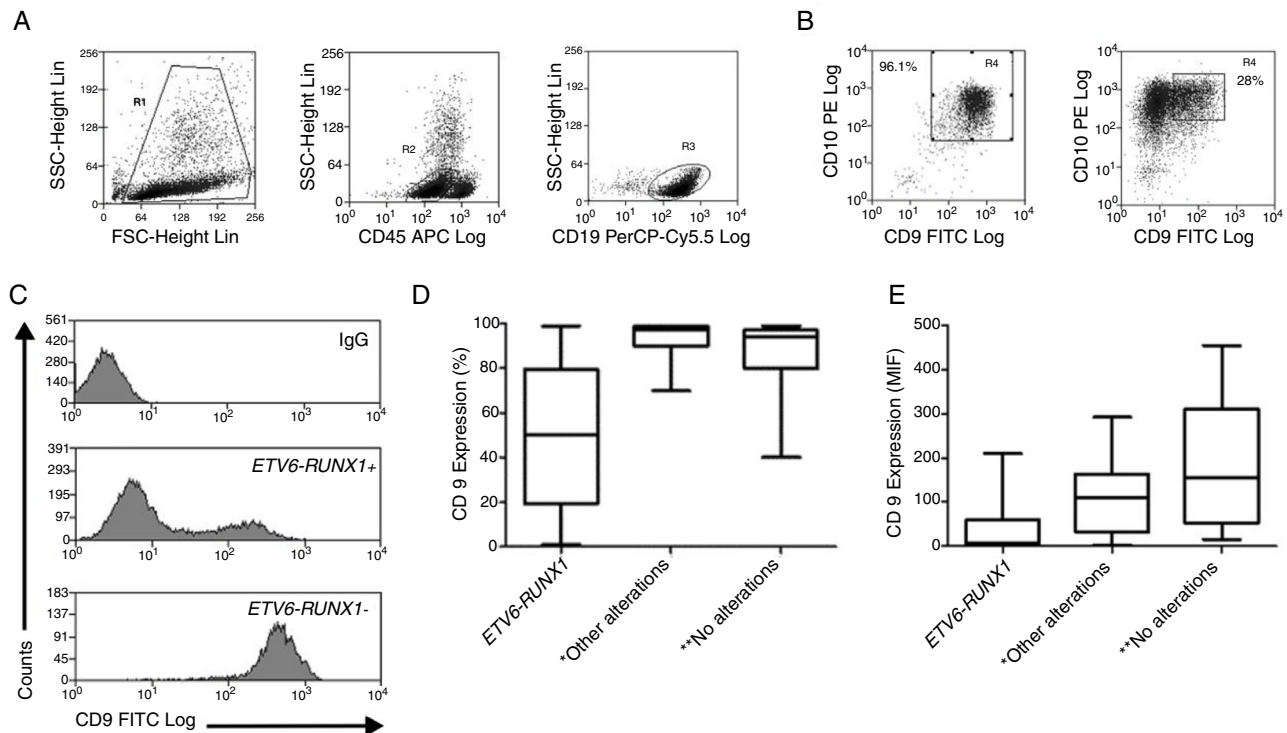 A
SSC-Height Lin
256
192
128
64
0
R1
0 64 128 192 256
FSC-Height Lin
SSC-Height Lin
256
192
128
64
0
R2
10^0 10^1 10^2 10^3 10^4
CD45 APC Log
SSC-Height Lin
256
192
128
64
0
R3
10^0 10^1 10^2 10^3 10^4
CD19 PerCP-Cy5.5 Log
B
CD10 PE Log
10^4
10^3
10^2
10^1
10^0
96.1%
R4
10^0 10^1 10^2 10^3 10^4
CD9 FITC Log
CD10 PE Log
10^4
10^3
10^2
10^1
10^0
R4
28%
10^0 10^1 10^2 10^3 10^4
CD9 FITC Log
C
Counts
561
420
280
140
0
IgG
10^0 10^1 10^2 10^3 10^4
391
293
195
97
0
ETV6-RUNX1+
10^0 10^1 10^2 10^3 10^4
183
137
91
45
0
ETV6-RUNX1-
10^0 10^1 10^2 10^3 10^4
CD9 FITC Log
D
CD 9 Expression (%)
100
80
60
40
20
0
ETV6-RUNX1
*Other alterations
**No alterations
E
CD 9 Expression (MIF)
500
400
300
200
100
0
ETV6-RUNX1
*Other alterations
**No alterations